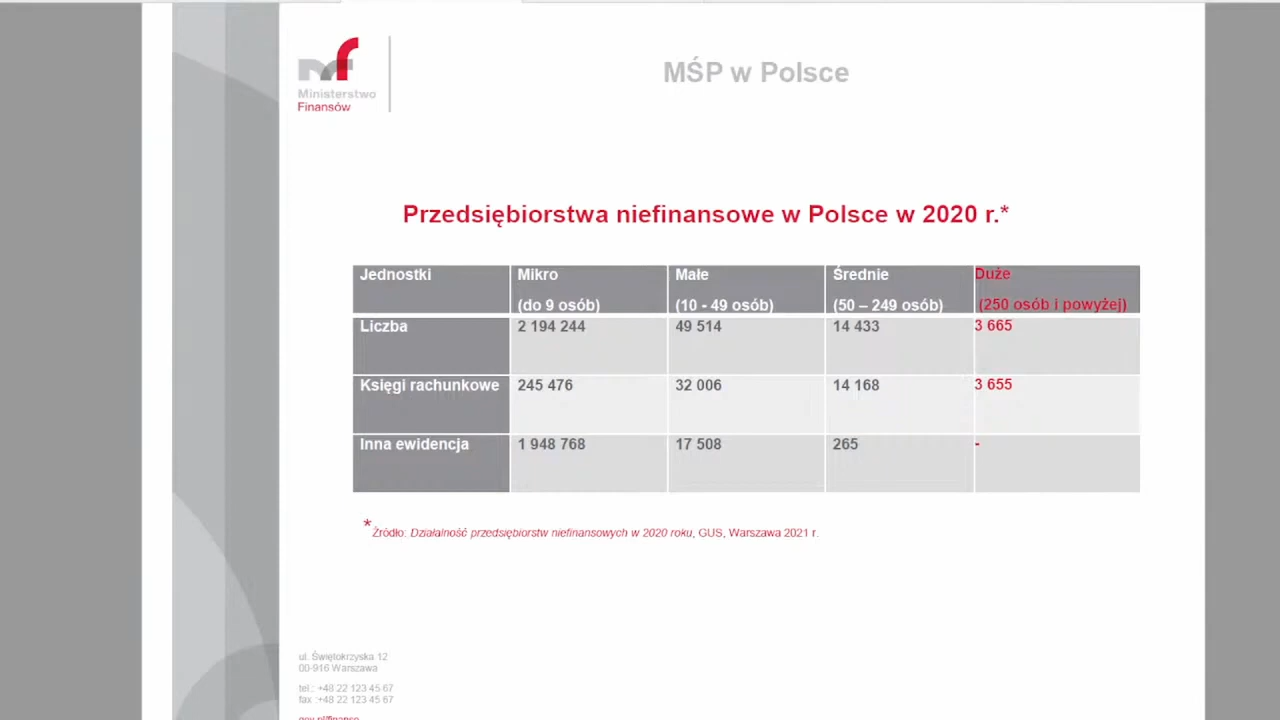 Ministerstwo
Finansów
MŚP w Polsce
Przedsiębiorstwa niefinansowe w Polsce w 2020 r.*
Jednostki Mikro Małe Średnie Duże
(do 9 osób) (10 - 49 osób) (50 – 249 osób) (250 osób i powyżej)
Liczba 2 194 244 49 514 14 433 3 665
Księgi rachunkowe 245 476 32 006 14 168 3 655
Inna ewidencja 1 948 768 17 508 265 -
* Źródło: Działalność przedsiębiorstw niefinansowych w 2020 roku, GUS, Warszawa 2021 r.
ul. Świętokrzyska 12
00-916 Warszawa
tel.: +48 22 123 45 67
fax :+48 22 123 45 67